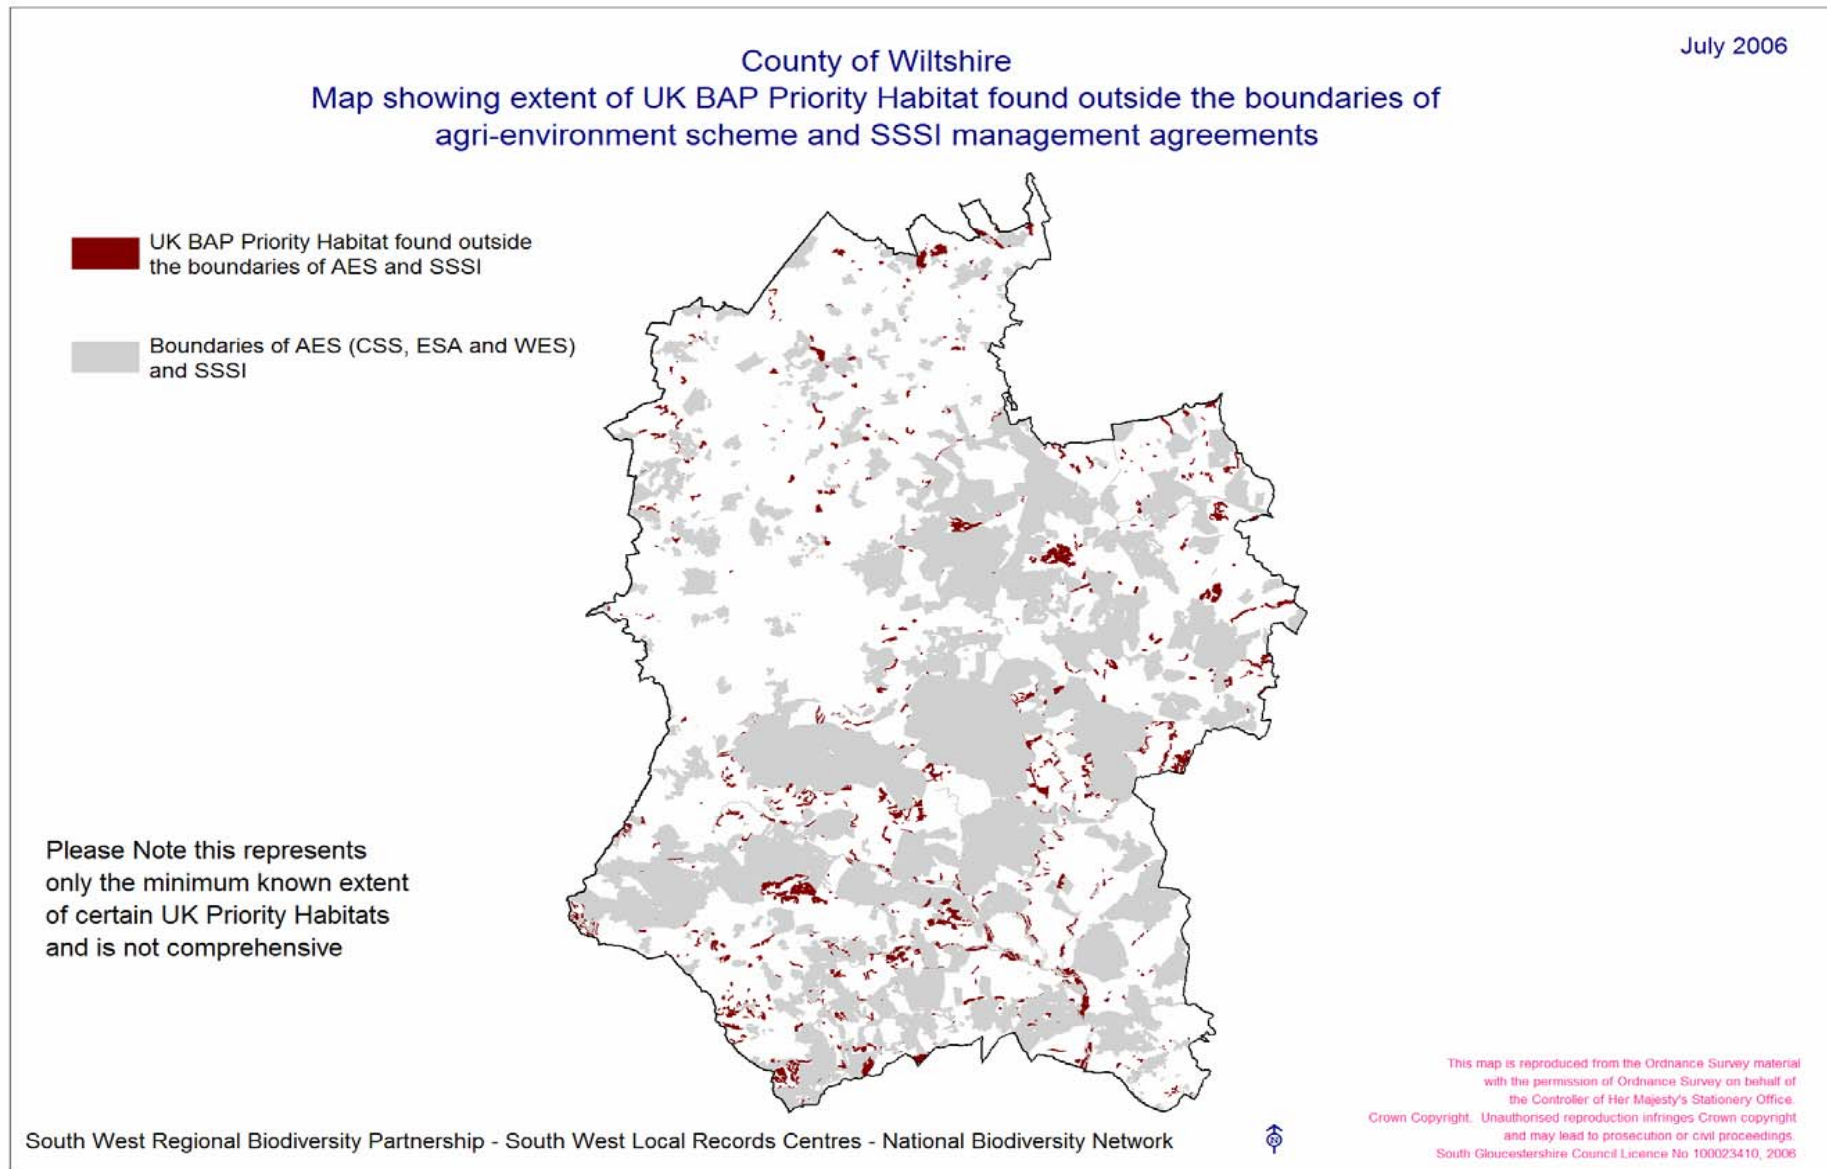 July 2006
County of Wiltshire
Map showing extent of UK BAP Priority Habitat found outside the boundaries of
agri-environment scheme and SSSI management agreements
UK BAP Priority Habitat found outside
the boundaries of AES and SSSI
Boundaries of AES (CSS, ESA and WES)
and SSSI
Please Note this represents
only the minimum known extent
of certain UK Priority Habitats
and is not comprehensive
This map is reproduced from the Ordnance Survey material
with the permission of Ordnance Survey on behalf of
the Controller of Her Majesty's Stationery Office.
Crown Copyright. Unauthorised reproduction infringes Crown copyright
and may lead to prosecution or civil proceedings.
South Gloucestershire Council Licence No 100023410, 2006
South West Regional Biodiversity Partnership - South West Local Records Centres - National Biodiversity Network
N